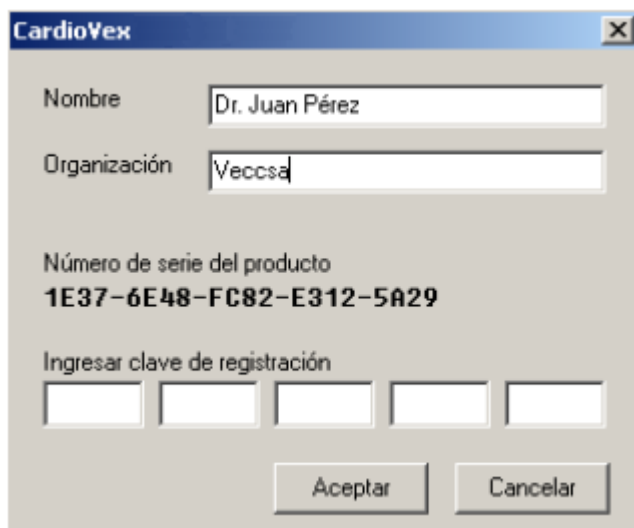 CardioVex
Nombre Dr. Juan Pérez
Organización Veccsa
Número de serie del producto
1E37-6E48-FC82-E312-5A29
Ingresar clave de registración
Aceptar Cancelar